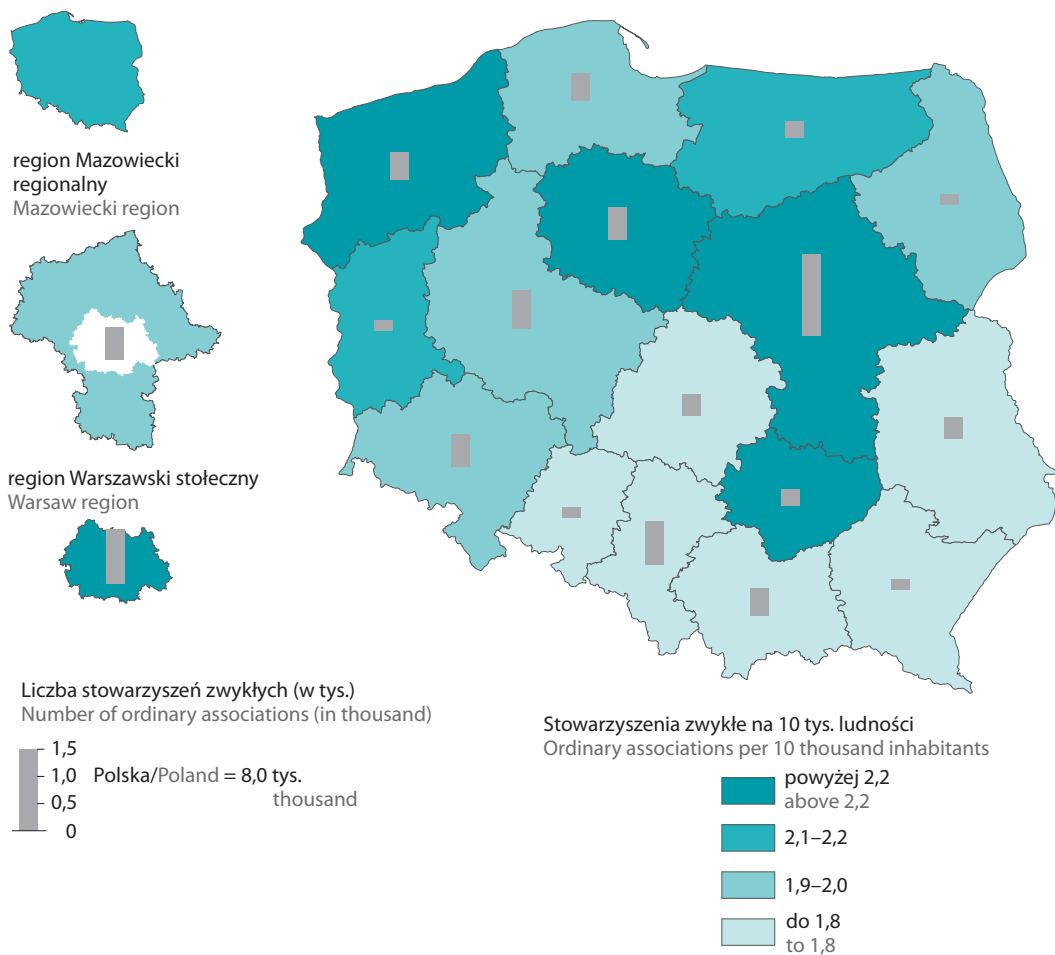 region Mazowiecki
regionalny
Mazowiecki region
region Warszawski stołeczny
Warsaw region
Liczba stowarzyszeń zwykłych (w tys.)
Number of ordinary associations (in thousand)
1,5
1,0
0,5
0
Polska/Poland = 8,0 tys.
thousand
Stowarzyszenia zwykłe na 10 tys. ludności
Ordinary associations per 10 thousand inhabitants
powyżej 2,2
above 2,2
2,1–2,2
1,9–2,0
do 1,8
to 1,8